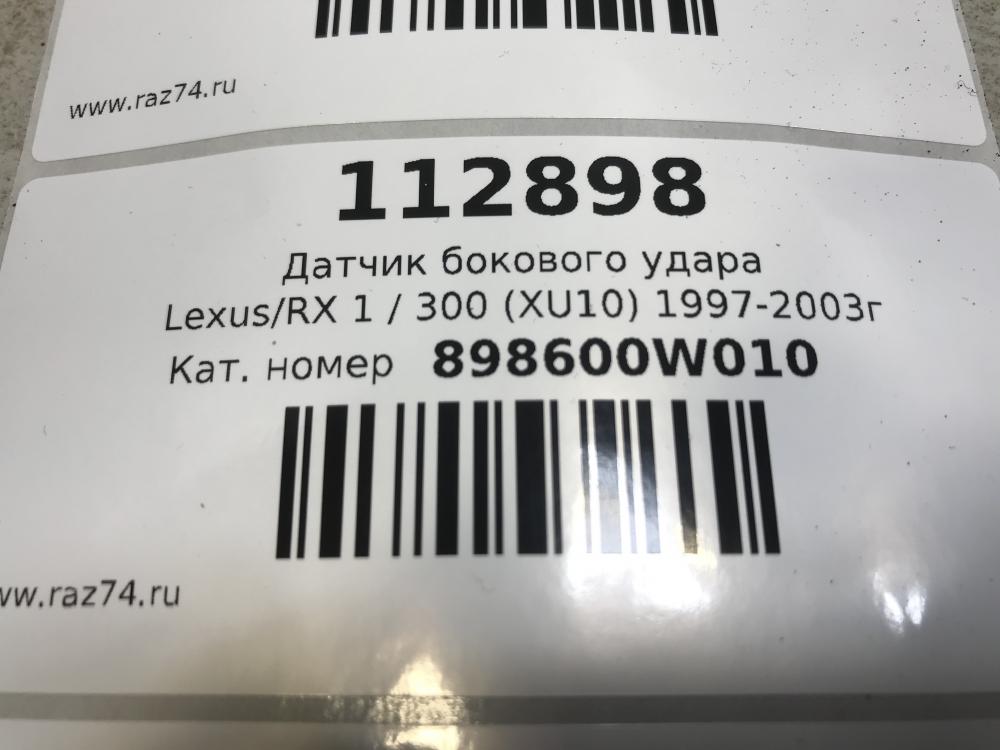 www.raz74.ru
112898
Датчик бокового удара
Lexus/RX 1 / 300 (XU10) 1997-2003г
Кат. номер 898600W010
ww.raz74.ru